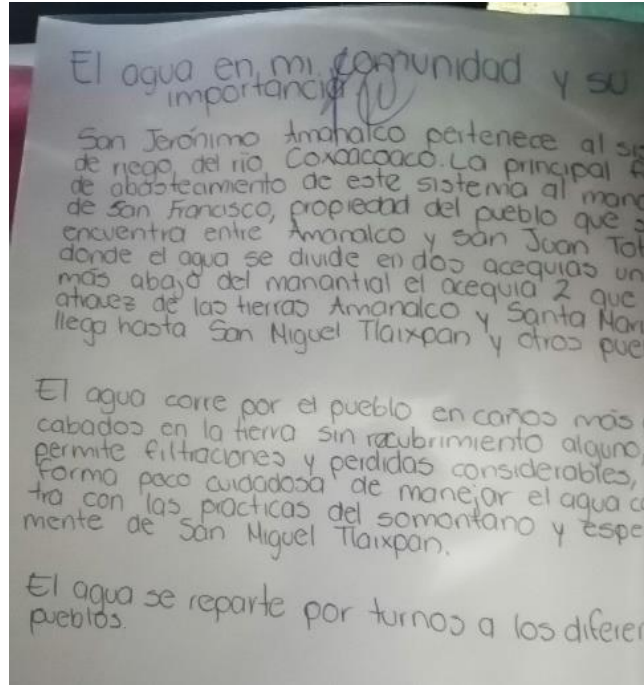 El agua en mi comunidad y su
importancia
San Jerónimo Amanalco pertenece al
de riego del río Coxcacoaco. La principal
de abasteamiento de este sistema al
de San Francisco, propiedad del pueblo que
encuentra entre Amanalco y san Juan
donde el agua se divide en dos acequias
más abajo del manantial el acequia 2 que
atravez de las tierras Amanalco y Santa
llega hasta San Miguel Tlaixpan y otros
El agua corre por el pueblo en caños más
cabados en la tierra sin racubrimiento alguno,
permite filtraciones y perdidas considerables,
forma poco cuidadosa de manejar el agua
tra con las practicas del somontano y
mente de San Miguel Tlaixpan.
El agua se reparte por turnos a los
pueblos.